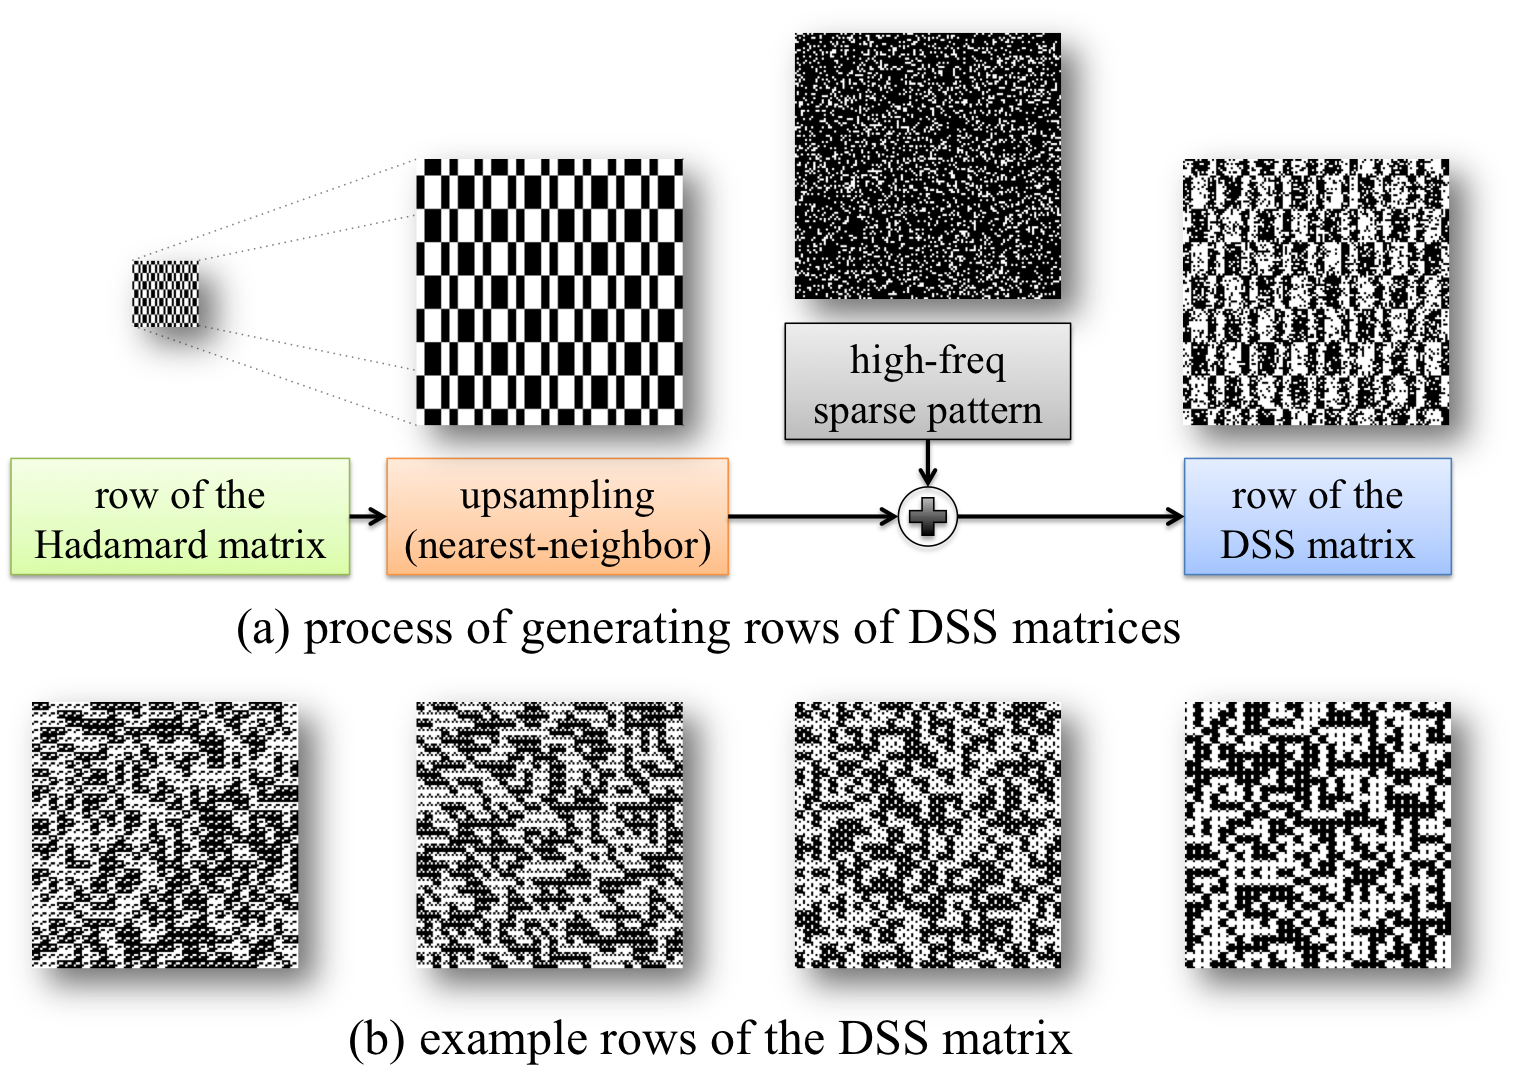 high-freq
sparse pattern
row of the
Hadamard matrix
upsampling
(nearest-neighbor)
row of the
DSS matrix
(a) process of generating rows of DSS matrices
(b) example rows of the DSS matrix